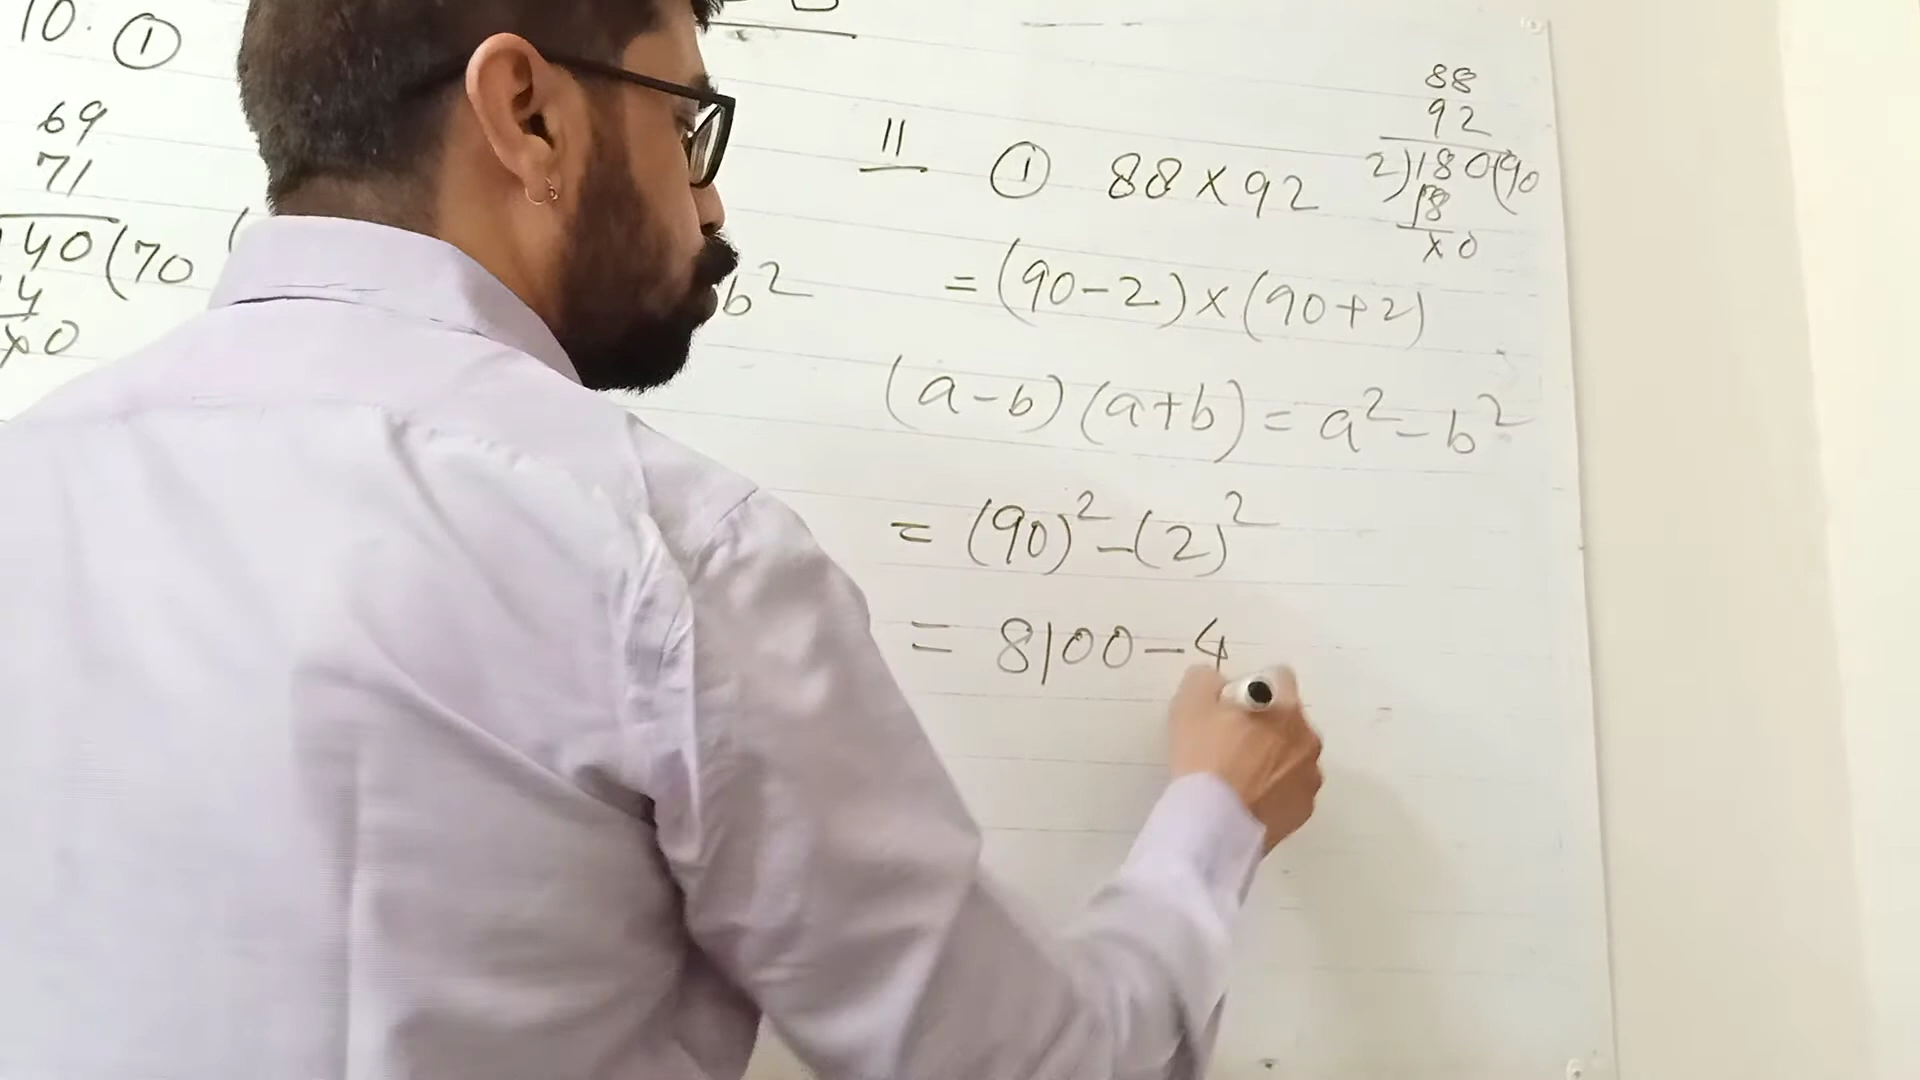 10. ①
69
71
40(70
4
x0
b²
11 ① 88×92
= (90-2)×(90+2)
(a-b)(a+b) = a²-b²
= (90)²-(2)²
= 8100-4
88
92
2)180(90
18
x0